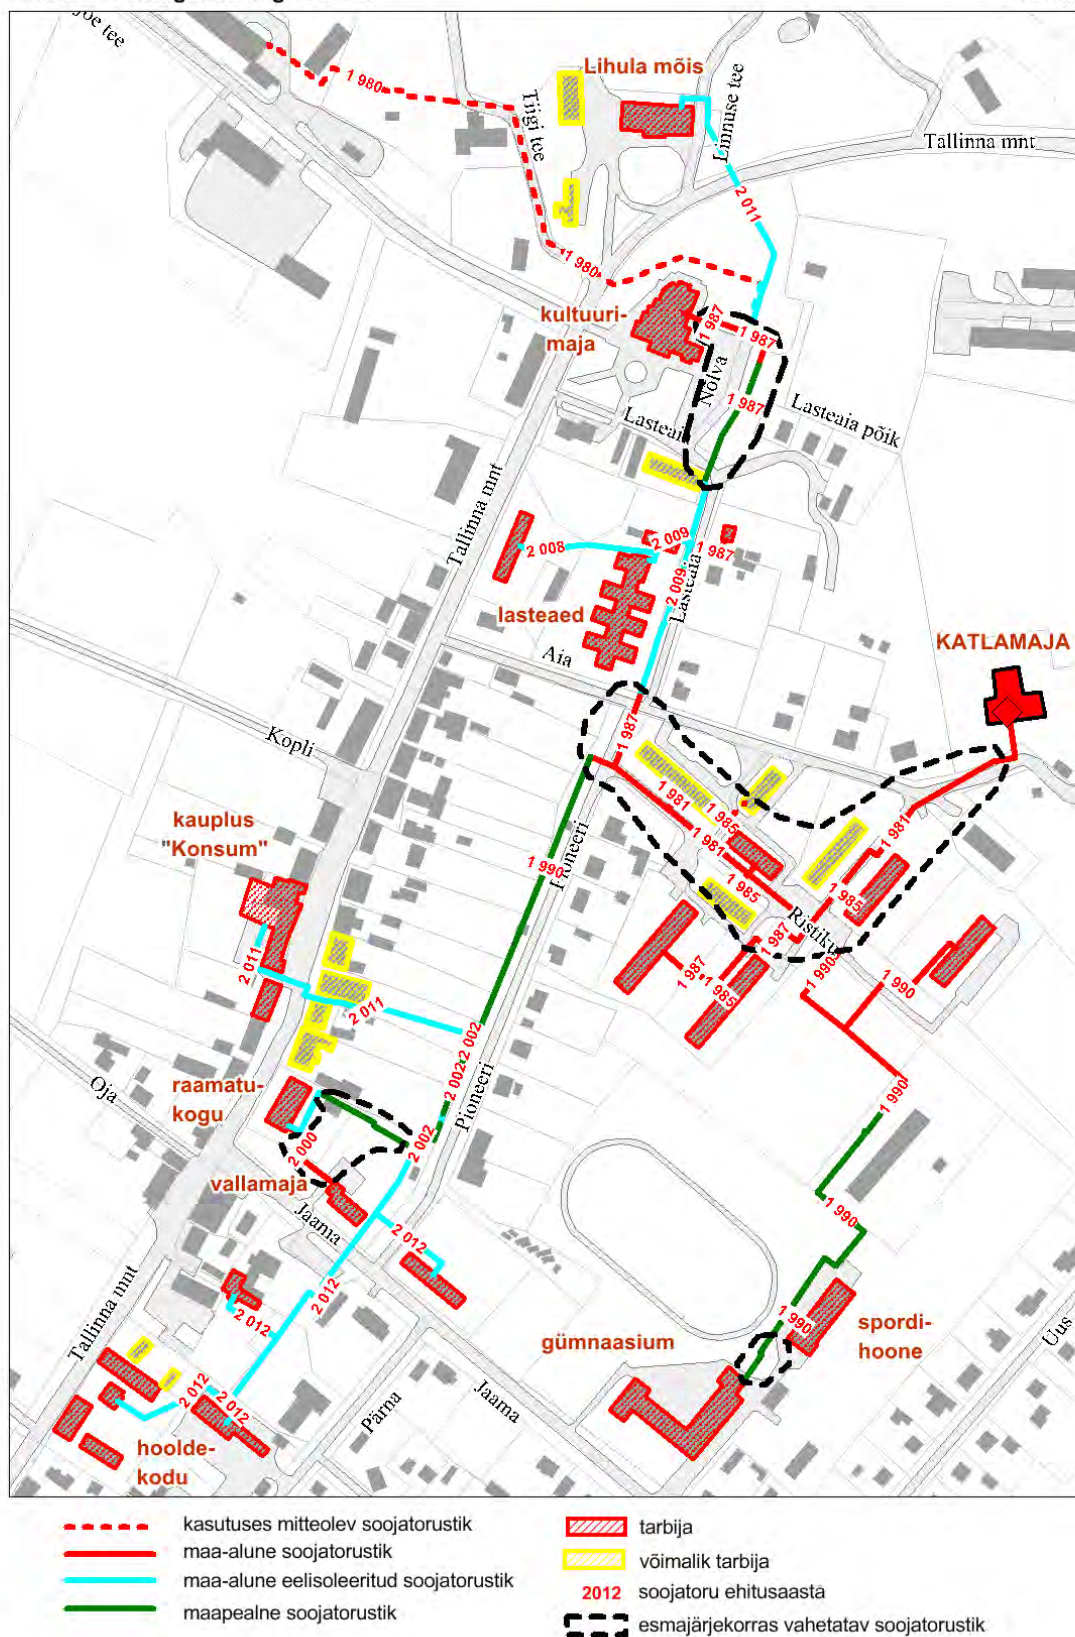 joe tee
1 980
Lihula mõis
Tiigi tee
Linnuse tee
Tallinna mnt
2 011
1 980
kultuuri-
maja
1 987
1 987
Nõlva
1 987
Lasteaia põik
Lasteaia
Tallinna mnt
2 008
2 009
1 987
2 009
Lasteaia
lasteaed
Aia
KATLAMAJA
Kopli
1 987
1 981
1 985
1 981
1 981
1 985
1 985
kauplus
"Konsum"
1 990
Pioneeri
Ristiku
1 987
1 987
1 985
1 990
1 990
2 011
2 011
2 002
2 002
Pioneeri
1 990
Oja
raamatu-
kogu
2 000
2 002
vallamaja
Jaama
2 012
2 012
1 990
2 012
1 990
Tallinna mnt
gümnaasium
spordi-
hoone
Uus
2 012
2 012
Pärna
Jaama
hoolde-
kodu
kasutuses mitteolev soojatorustik
maa-alune soojatorustik
maa-alune eelisoleeritud soojatorustik
maapealne soojatorustik
tarbija
võimalik tarbija
2012 soojatoru ehitusaasta
esmajärjekorras vahetatav soojatorustik